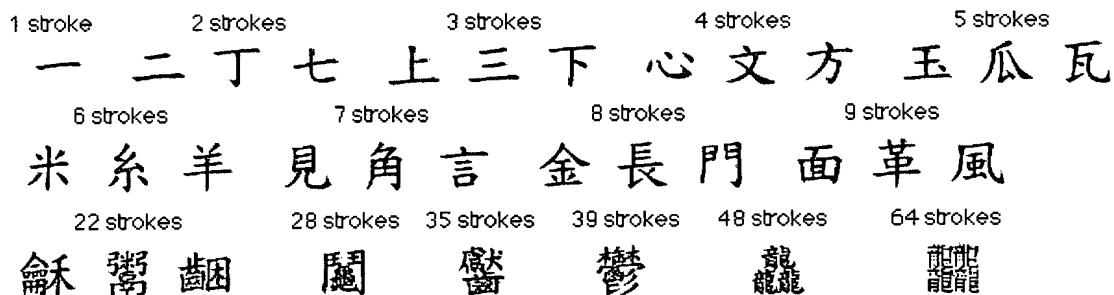 1 stroke 2 strokes 3 strokes 4 strokes 5 strokes
一 二 丁 七 上 三 下 心 文 方 玉 瓜 瓦
6 strokes 7 strokes 8 strokes 9 strokes
米 糸 羊 見 角 言 金 長 門 面 革 風
22 strokes 28 strokes 35 strokes 39 strokes 48 strokes 64 strokes
龢 鬻 齫 鬮 齾 鬱 龘 𪚥